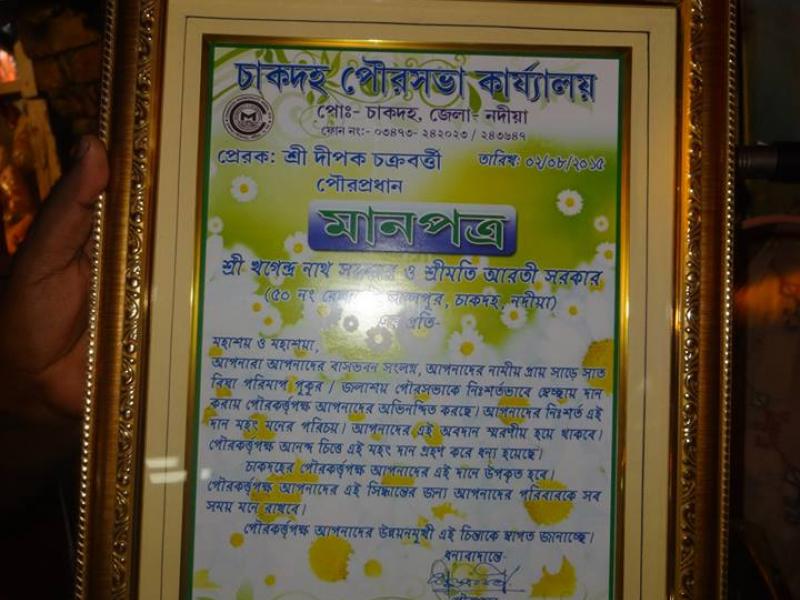 চাকদহ পৌরসভা কার্য্যালয়
পোঃ- চাকদহ, জেলা- নদীয়া
ফোন নং:- ০৩৪৭৩- ২৪২০২৩ / ২৪৩৬৪৭
প্রেরক: শ্রী দীপক চক্রবর্ত্তী তারিখ: ০২/০৮/২০১৫
পৌরপ্রধান
মানপত্র
শ্রী খগেন্দ্র নাথ সরকার ও শ্রীমতি আরতী সরকার
(৫০ নং চাকদহ, নদীয়া)
এর প্রতি-
মহাশয় ও মহাশয়া,
আপনারা আপনাদের বাসভবন সংলগ্ন, আপনাদের নামীয় প্রায় সাড়ে সাত
বিঘা পরিমাপ পুকুর / জলাশয় পৌরসভাকে নিঃশর্তভাবে স্বেচ্ছায় দান
করায় পৌরকর্ত্তৃপক্ষ আপনাদের অভিনন্দিত করছে। আপনাদের নিঃশর্ত এই
দান মহৎ মনের পরিচয়। আপনাদের এই অবদান স্মরণীয় হয়ে থাকবে।
পৌরকর্ত্তৃপক্ষ আনন্দ চিত্তে এই মহৎ দান গ্রহণ করে ধন্য হয়েছে।
চাকদহের পৌরকর্ত্তৃপক্ষ আপনাদের এই দানে উপকৃত হবে।
পৌরকর্ত্তৃপক্ষ আপনাদের এই সিদ্ধান্তের জন্য আপনাদের পরিবারকে সব
সময় মনে রাখবে।
পৌরকর্ত্তৃপক্ষ আপনাদের উন্নয়নমুখী এই চিন্তাকে স্বাগত জানাচ্ছে।
ধন্যবাদান্তে-